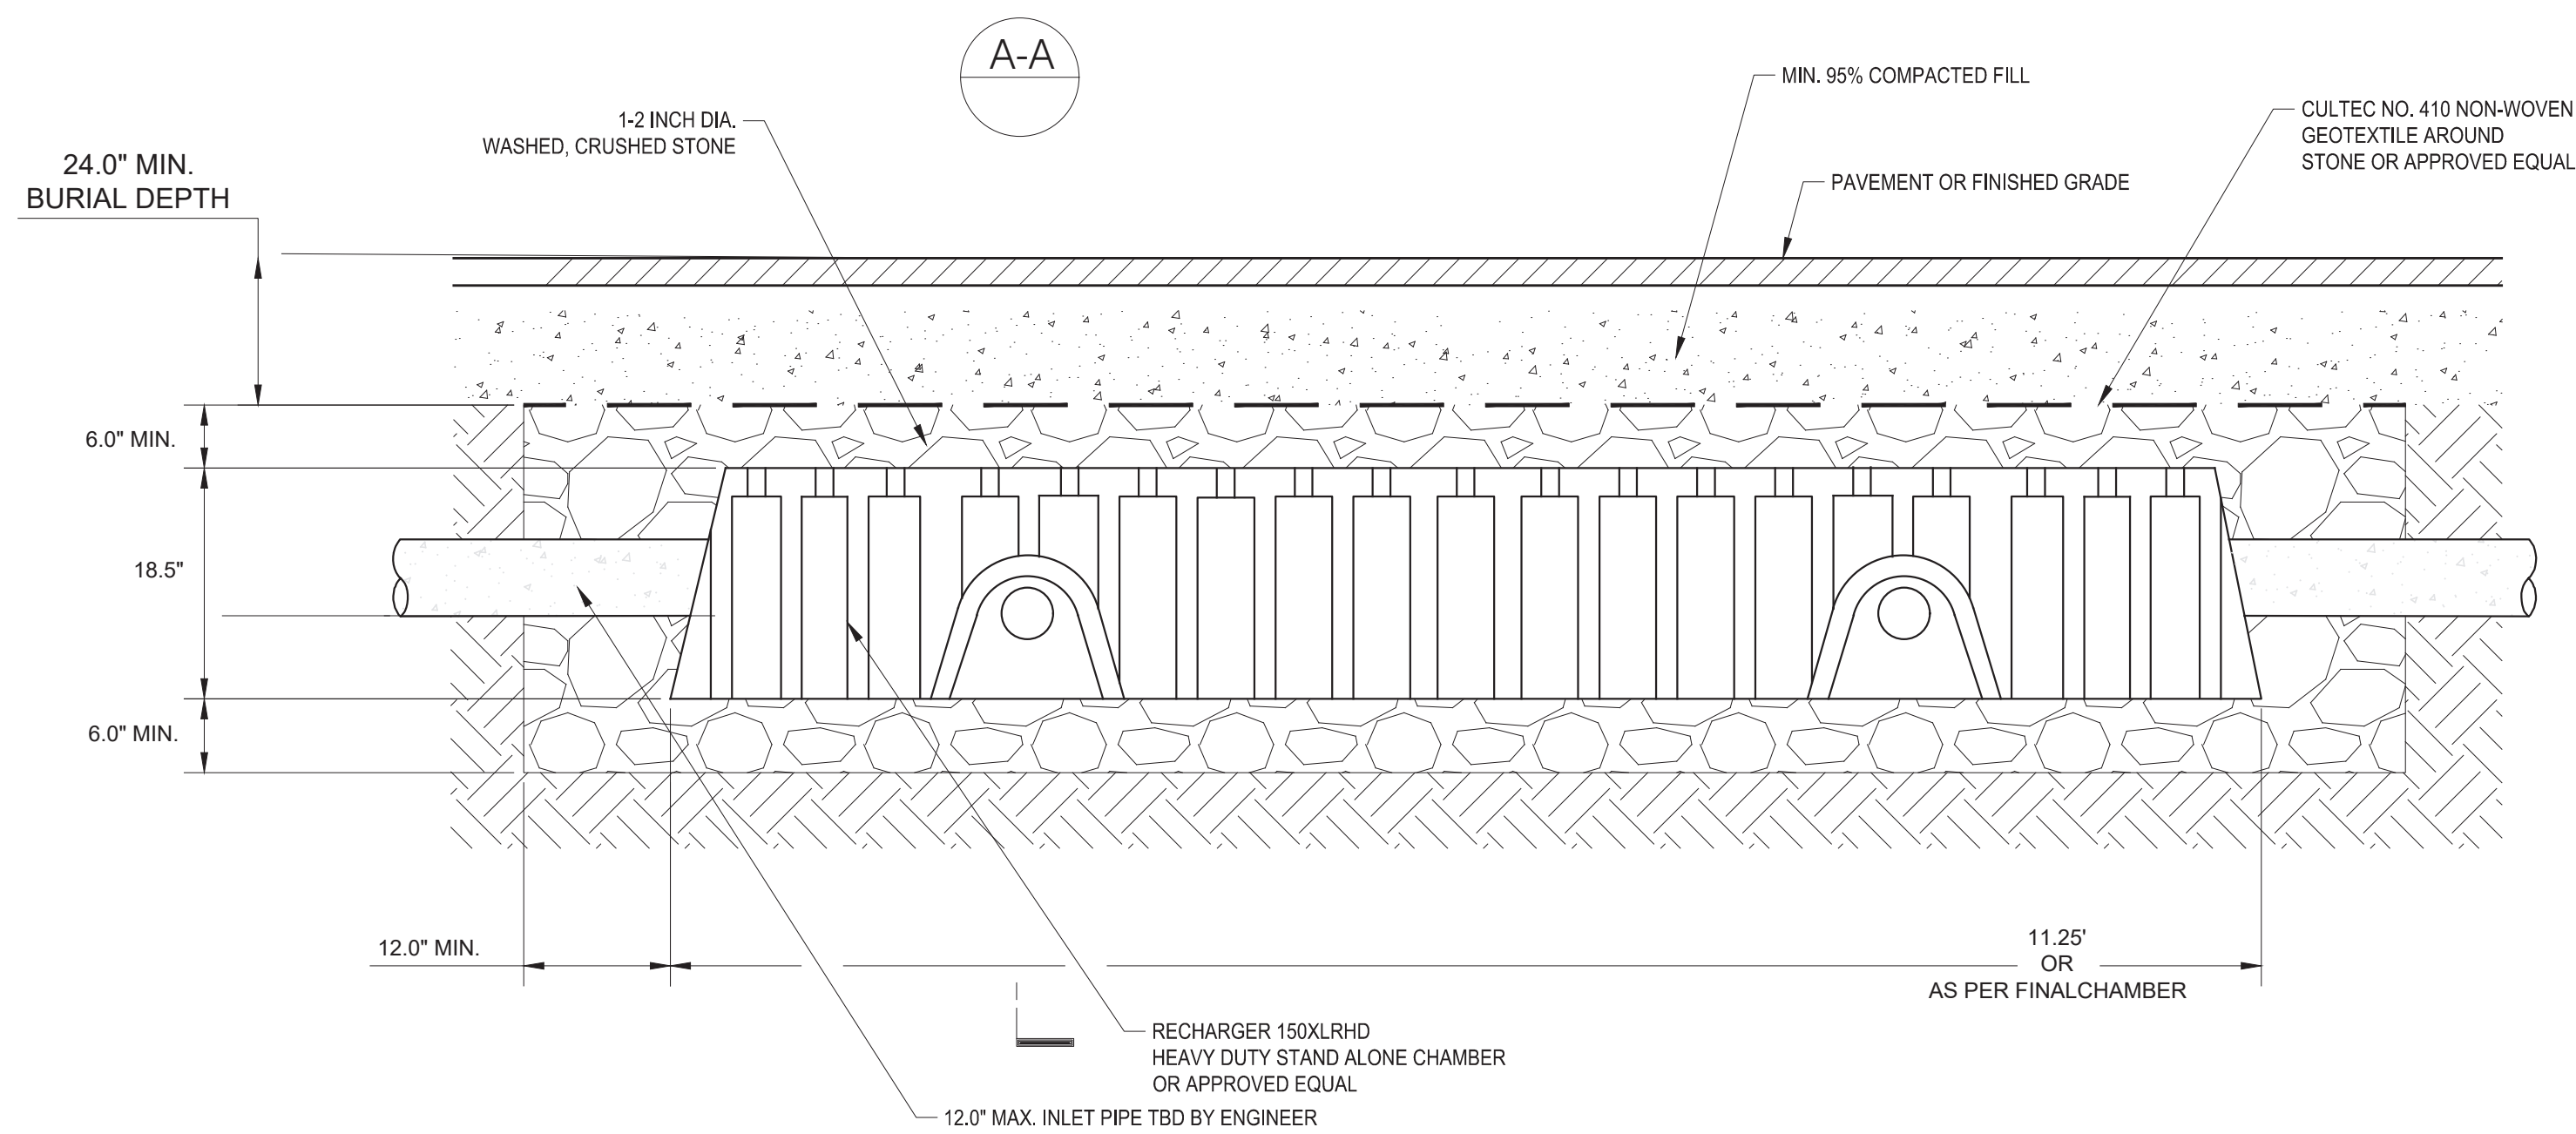 A-A
MIN. 95% COMPACTED FILL
1-2 INCH DIA.
WASHED, CRUSHED STONE
CULTEC NO. 410 NON-WOVEN
GEOTEXTILE AROUND
STONE OR APPROVED EQUAL
24.0" MIN.
BURIAL DEPTH
PAVEMENT OR FINISHED GRADE
6.0" MIN.
18.5"
6.0" MIN.
12.0" MIN.
11.25'
OR
AS PER FINALCHAMBER
RECHARGER 150XLRHD
HEAVY DUTY STAND ALONE CHAMBER
OR APPROVED EQUAL
12.0" MAX. INLET PIPE TBD BY ENGINEER